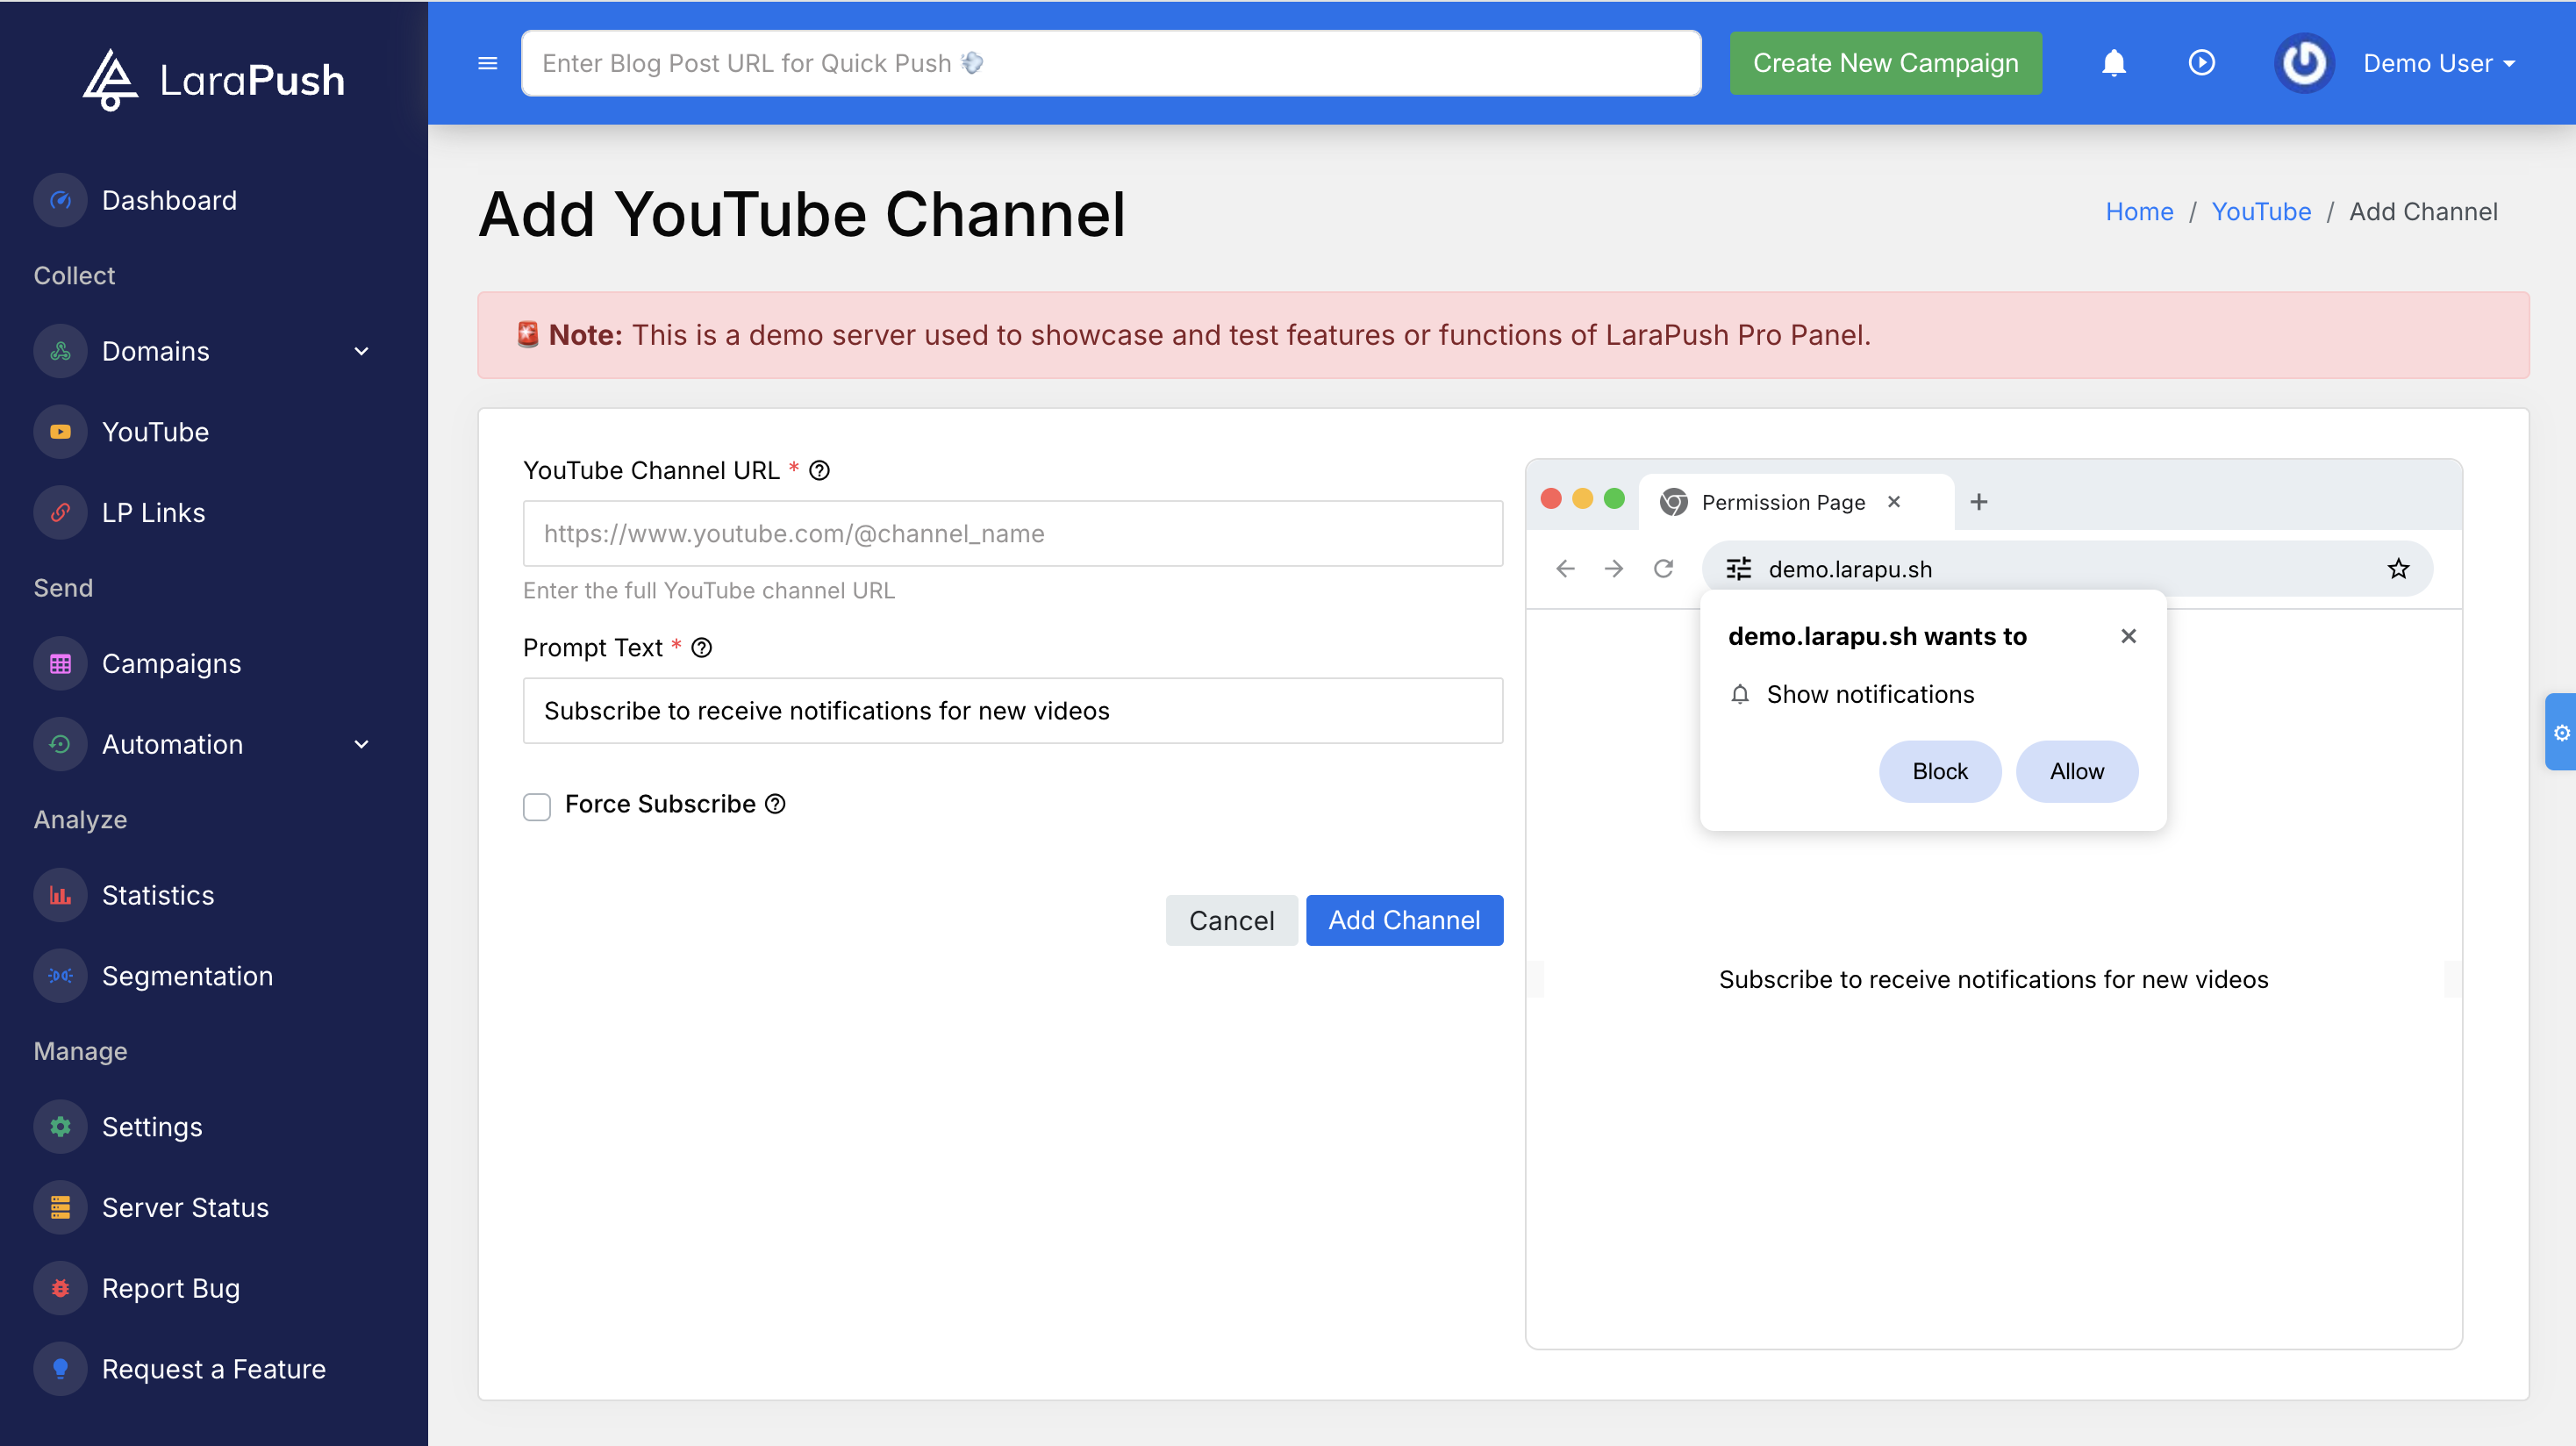 LaraPush
Enter Blog Post URL for Quick Push 💨
Create New Campaign
Demo User
Dashboard
Collect
Domains
YouTube
LP Links
Send
Campaigns
Automation
Analyze
Statistics
Segmentation
Manage
Settings
Server Status
Report Bug
Request a Feature
Add YouTube Channel
Home / YouTube / Add Channel
🚨 Note: This is a demo server used to showcase and test features or functions of LaraPush Pro Panel.
YouTube Channel URL *
https://www.youtube.com/@channel_name
Enter the full YouTube channel URL
Prompt Text *
Subscribe to receive notifications for new videos
Force Subscribe
Cancel
Add Channel
Permission Page
demo.larapu.sh
demo.larapu.sh wants to
Show notifications
Block
Allow
Subscribe to receive notifications for new videos